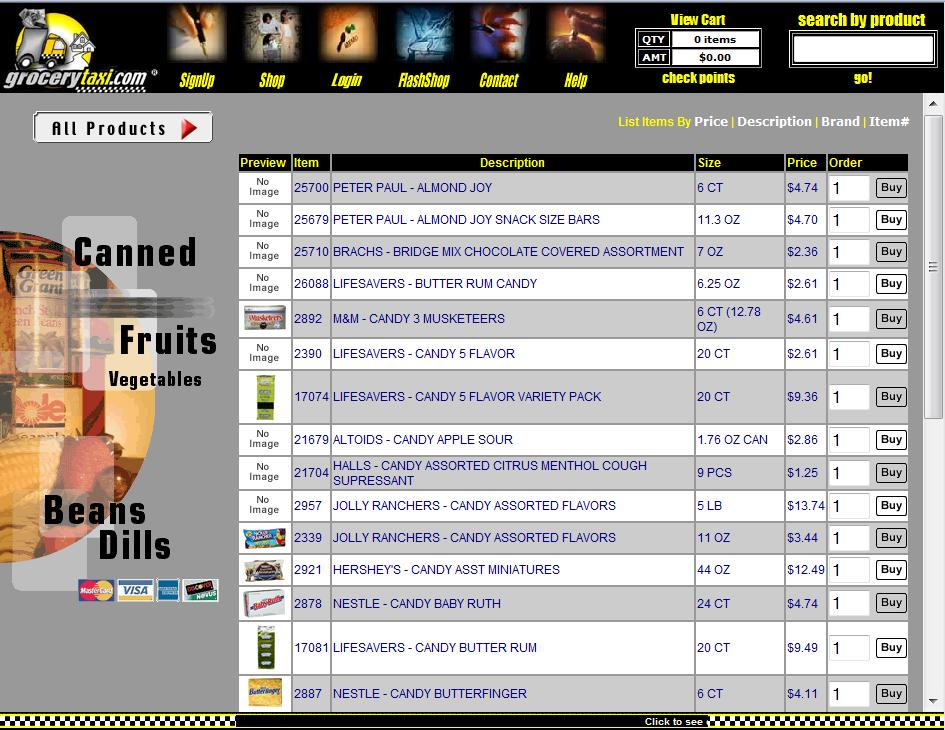 grocerytaxi.com ®
SignUp
Shop
Login
FlashShop
Contact
Help
View Cart
QTY 0 items
AMT $0.00
check points
search by product
go!
All Products
List Items By Price | Description | Brand | Item#
Canned
Green
Giant
Fruits
Vegetables
Dole
Beans
Dills
MasterCard VISA DISCOVER NOVUS
Preview Item Description Size Price Order
No Image 25700 PETER PAUL - ALMOND JOY 6 CT $4.74 1 Buy
No Image 25679 PETER PAUL - ALMOND JOY SNACK SIZE BARS 11.3 OZ $4.70 1 Buy
No Image 25710 BRACHS - BRIDGE MIX CHOCOLATE COVERED ASSORTMENT 7 OZ $2.36 1 Buy
No Image 26088 LIFESAVERS - BUTTER RUM CANDY 6.25 OZ $2.61 1 Buy
2892 M&M - CANDY 3 MUSKETEERS 6 CT (12.78 OZ) $4.61 1 Buy
No Image 2390 LIFESAVERS - CANDY 5 FLAVOR 20 CT $2.61 1 Buy
17074 LIFESAVERS - CANDY 5 FLAVOR VARIETY PACK 20 CT $9.36 1 Buy
No Image 21679 ALTOIDS - CANDY APPLE SOUR 1.76 OZ CAN $2.86 1 Buy
No Image 21704 HALLS - CANDY ASSORTED CITRUS MENTHOL COUGH SUPRESSANT 9 PCS $1.25 1 Buy
No Image 2957 JOLLY RANCHERS - CANDY ASSORTED FLAVORS 5 LB $13.74 1 Buy
2339 JOLLY RANCHERS - CANDY ASSORTED FLAVORS 11 OZ $3.44 1 Buy
2921 HERSHEY'S - CANDY ASST MINIATURES 44 OZ $12.49 1 Buy
Baby Ruth 2878 NESTLE - CANDY BABY RUTH 24 CT $4.74 1 Buy
17081 LIFESAVERS - CANDY BUTTER RUM 20 CT $9.49 1 Buy
Butterfinger 2887 NESTLE - CANDY BUTTERFINGER 6 CT $4.11 1 Buy
Click to see